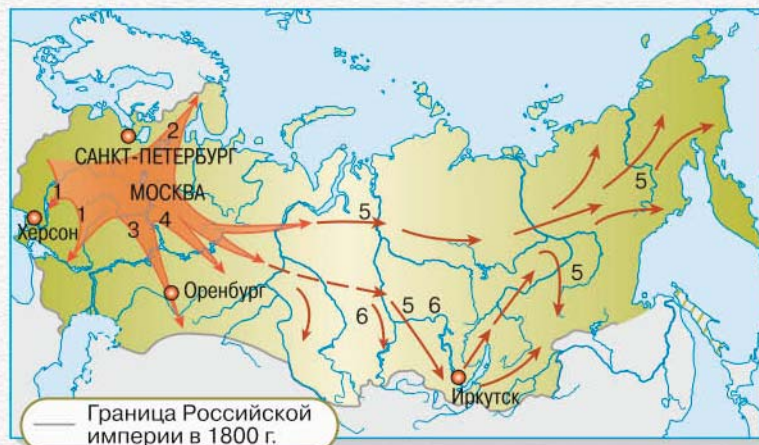 2
САНКТ-ПЕТЕРБУРГ
МОСКВА
1
5
5
1
Херсон
3
4
5
Оренбург
6
5 6
Иркутск
Граница Российской
империи в 1800 г.